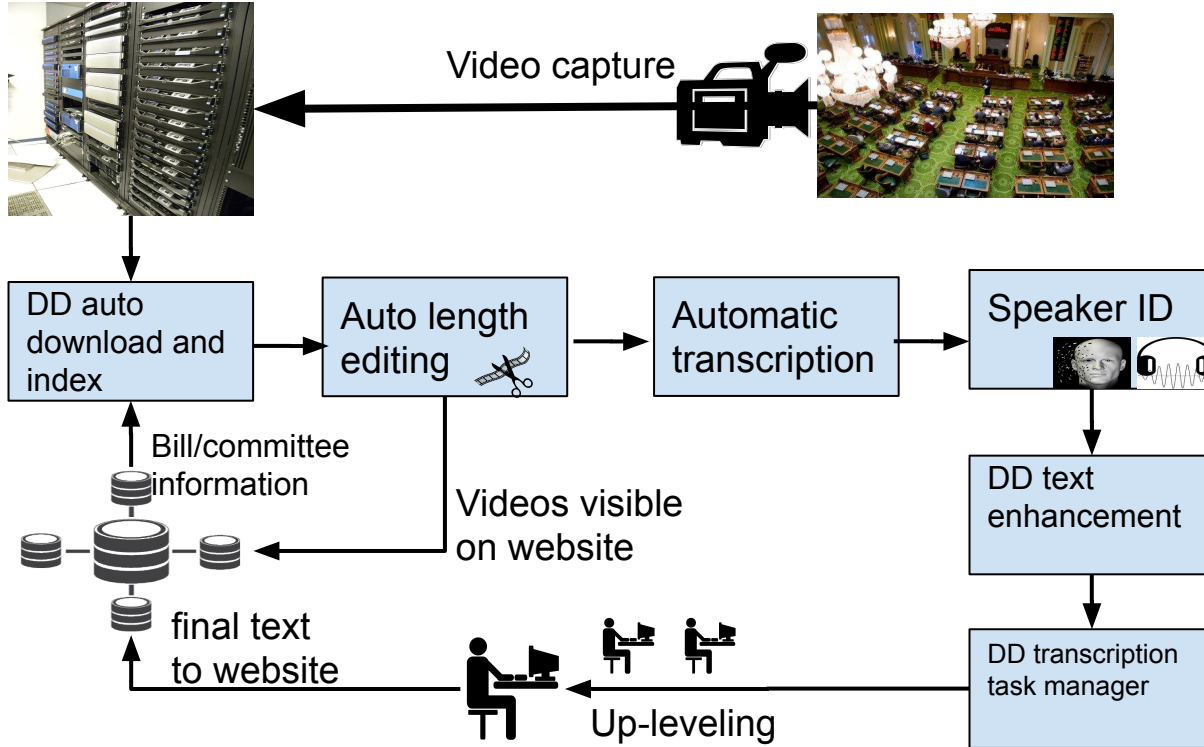 Video capture
DD auto
download and
index
Auto length
editing
Automatic
transcription
Speaker ID
Bill/committee
information
Videos visible
on website
DD text
enhancement
final text
to website
Up-leveling
DD transcription
task manager